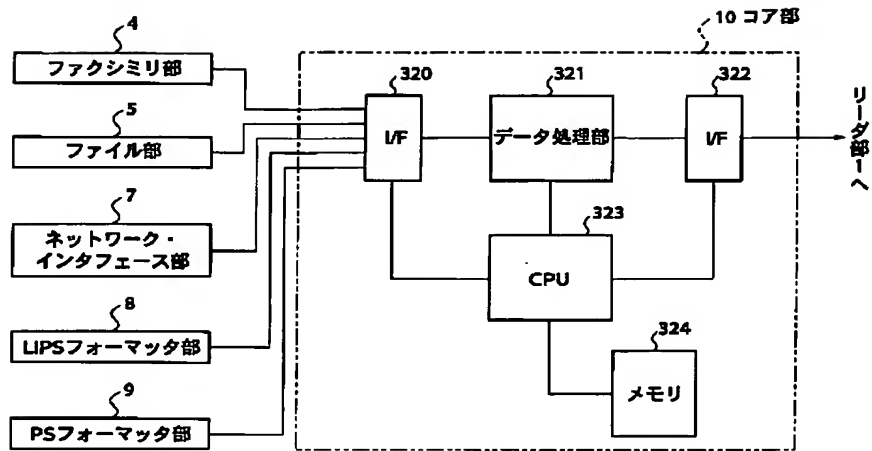 4
ファクシミリ部
5
ファイル部
7
ネットワーク・
インタフェース部
8
LIPSフォーマッタ部
9
PSフォーマッタ部
10 コア部
320
I/F
321
データ処理部
322
I/F
323
CPU
324
メモリ
リーダ部1へ